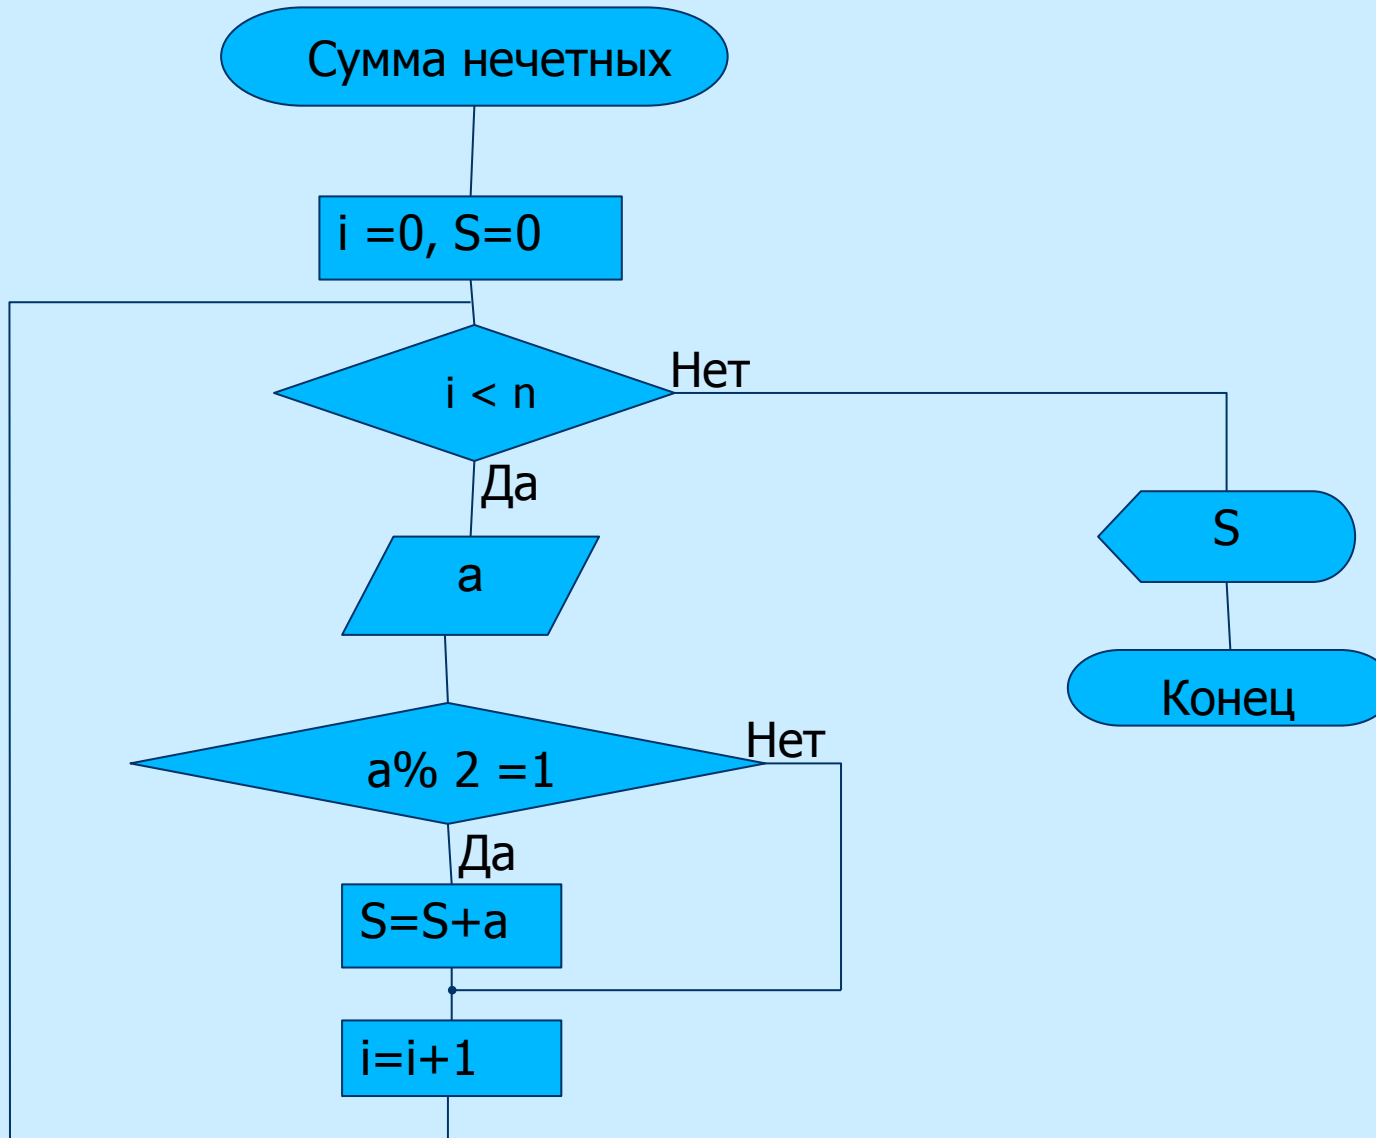 Сумма нечетных
i =0, S=0
i < n
Нет
Да
a
S
Конец
a% 2 =1
Нет
Да
S=S+a
i=i+1